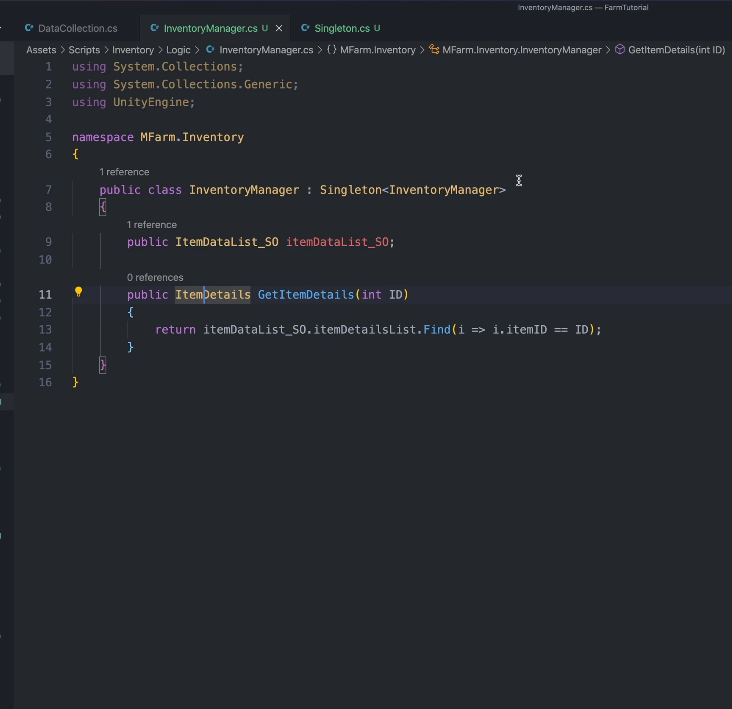 InventoryManager.cs — FarmTutorial
DataCollection.cs
InventoryManager.cs U
Singleton.cs U
Assets > Scripts > Inventory > Logic > InventoryManager.cs > {} MFarm.Inventory > MFarm.Inventory.InventoryManager > GetItemDetails(int ID)
1 using System.Collections;
2 using System.Collections.Generic;
3 using UnityEngine;
4
5 namespace MFarm.Inventory
6 {
1 reference
7 public class InventoryManager : Singleton<InventoryManager>
8 {
1 reference
9 public ItemDataList_SO itemDataList_SO;
10
0 references
11 public ItemDetails GetItemDetails(int ID)
12 {
13 return itemDataList_SO.itemDetailsList.Find(i => i.itemID == ID);
14 }
15 }
16 }